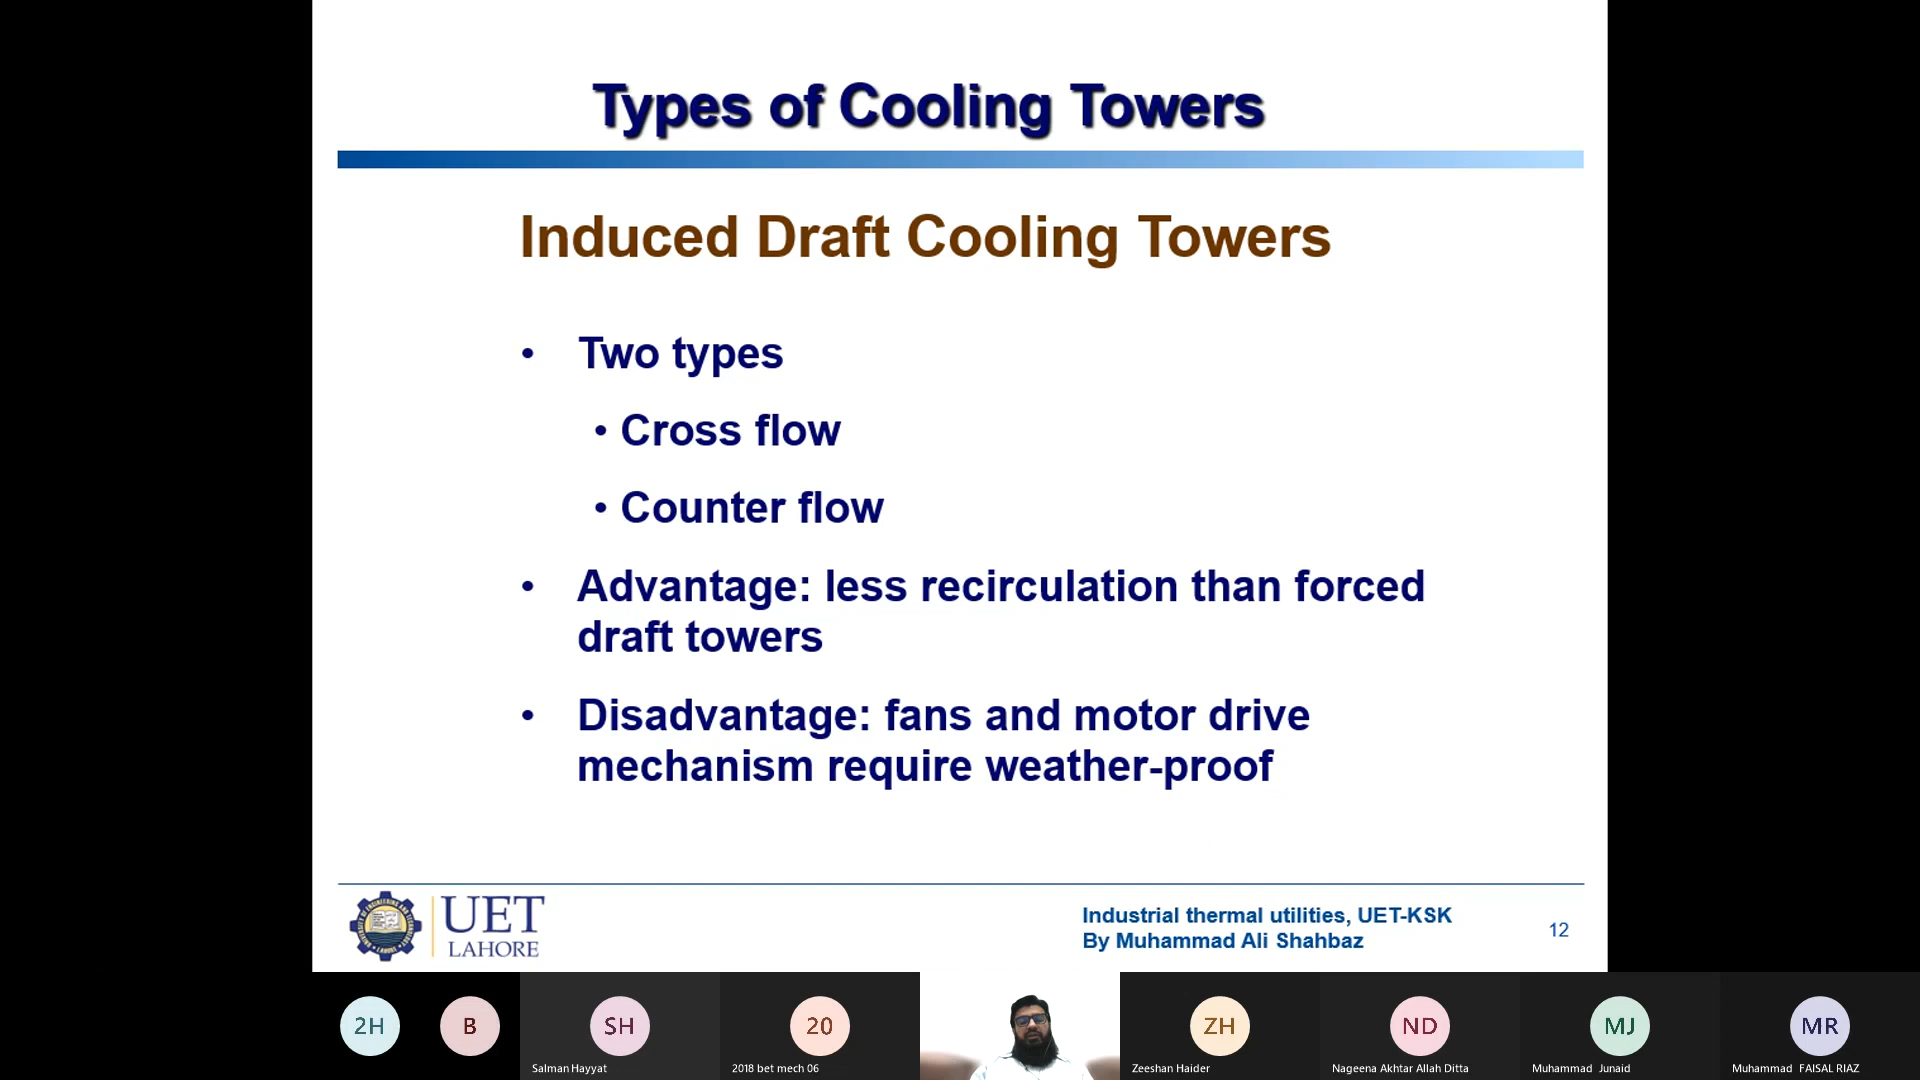 Types of Cooling Towers
Induced Draft Cooling Towers
• Two types
• Cross flow
• Counter flow
• Advantage: less recirculation than forced
draft towers
• Disadvantage: fans and motor drive
mechanism require weather-proof
UET
LAHORE
Industrial thermal utilities, UET-KSK
By Muhammad Ali Shahbaz
12
2H
B
SH
Salman Hayyat
20
2018 bet mech 06
ZH
Zeeshan Haider
ND
Nageena Akhtar Allah Ditta
MJ
Muhammad Junaid
MR
Muhammad FAISAL RIAZ